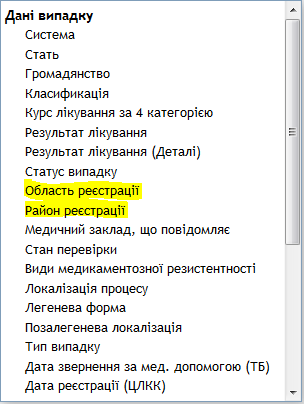 Дані випадку
Система
Стать
Громадянство
Класифікація
Курс лікування за 4 категорією
Результат лікування
Результат лікування (Деталі)
Статус випадку
Область реєстрації
Район реєстрації
Медичний заклад, що повідомляє
Стан перевірки
Види медикаментозної резистентності
Локалізація процесу
Легенева форма
Позалегенева локалізація
Тип випадку
Дата звернення за мед. допомогою (ТБ)
Дата реєстрації (ЦЛКК)